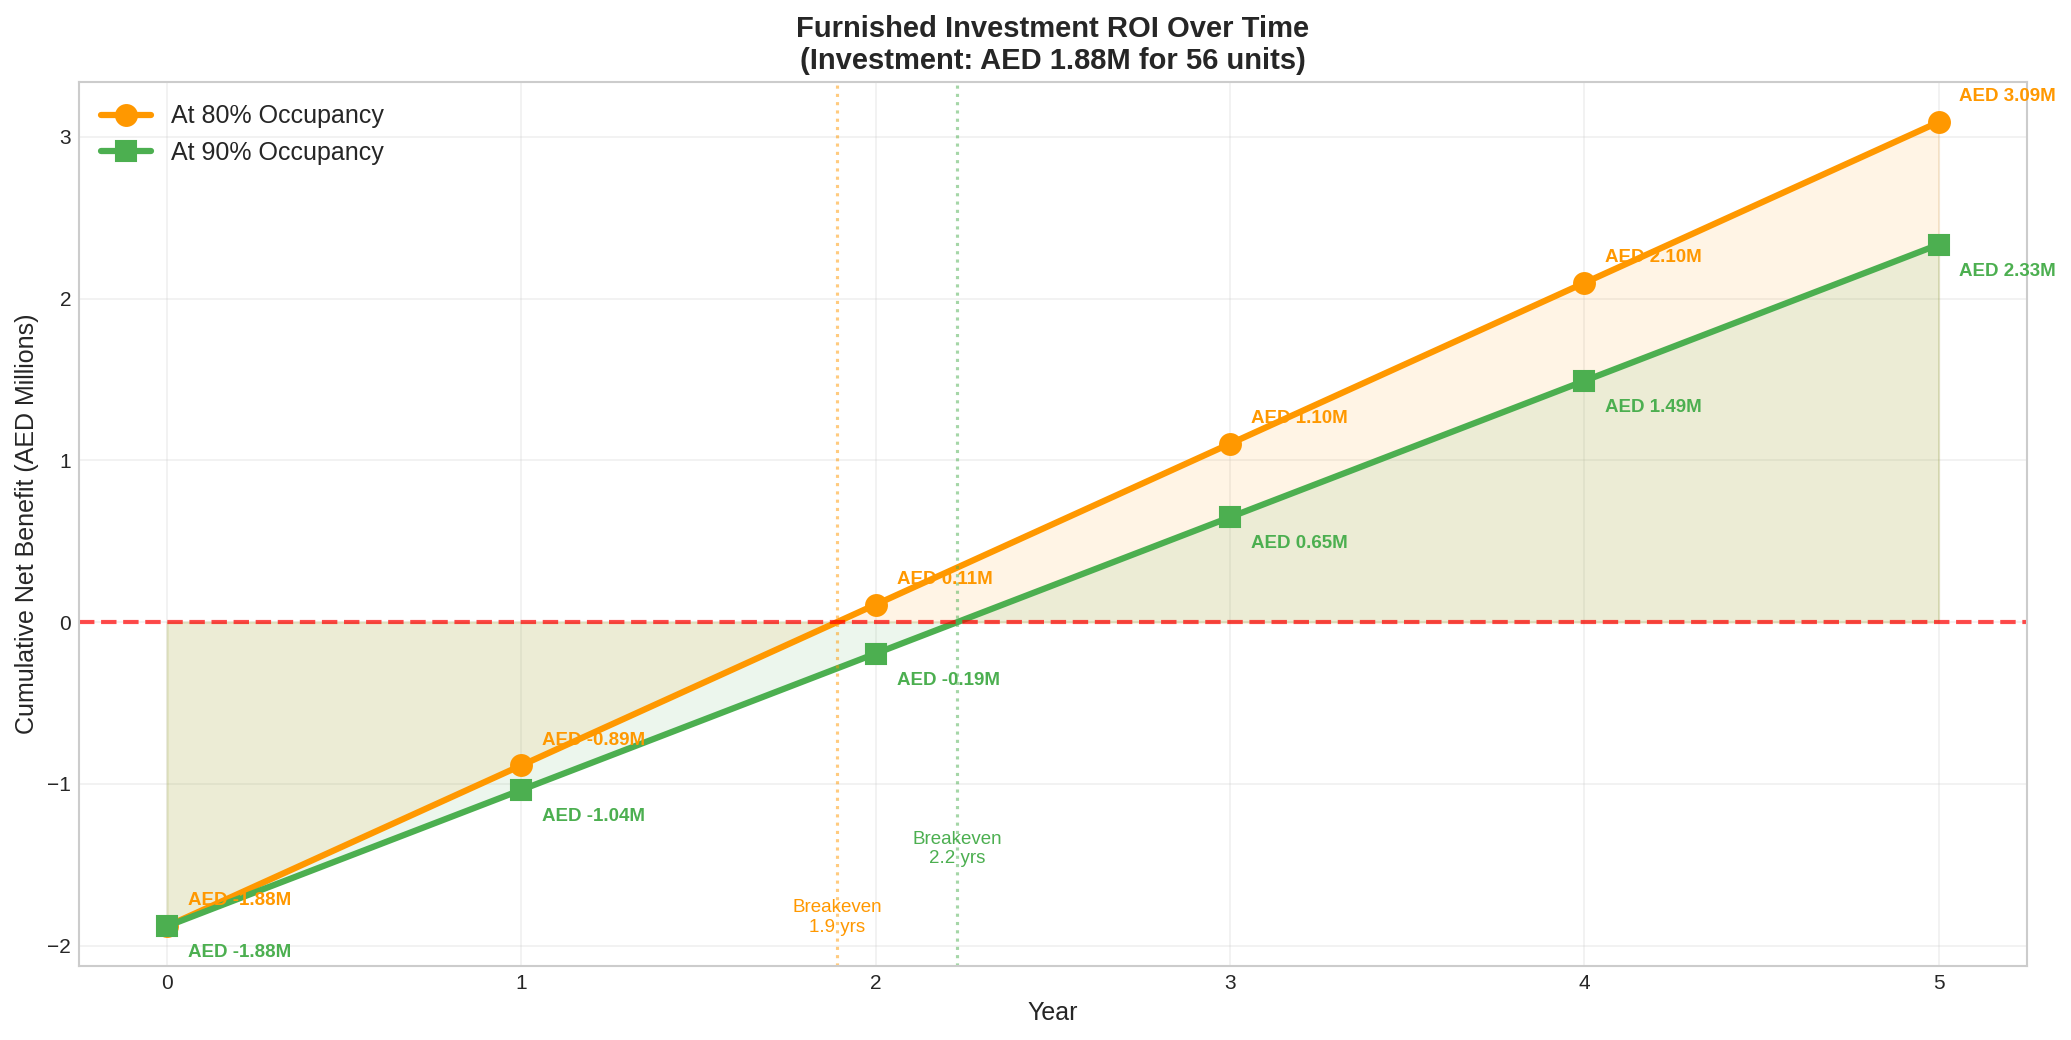 Furnished Investment ROI Over Time
(Investment: AED 1.88M for 56 units)
At 80% Occupancy
At 90% Occupancy
Cumulative Net Benefit (AED Millions)
3
2
1
0
−1
−2
AED 3.09M
AED 2.33M
AED 2.10M
AED 1.49M
AED 1.10M
AED 0.65M
AED 0.11M
AED -0.19M
AED -0.89M
AED -1.04M
Breakeven
2.2 yrs
AED -1.88M
Breakeven
1.9 yrs
AED -1.88M
0
1
2
3
4
5
Year